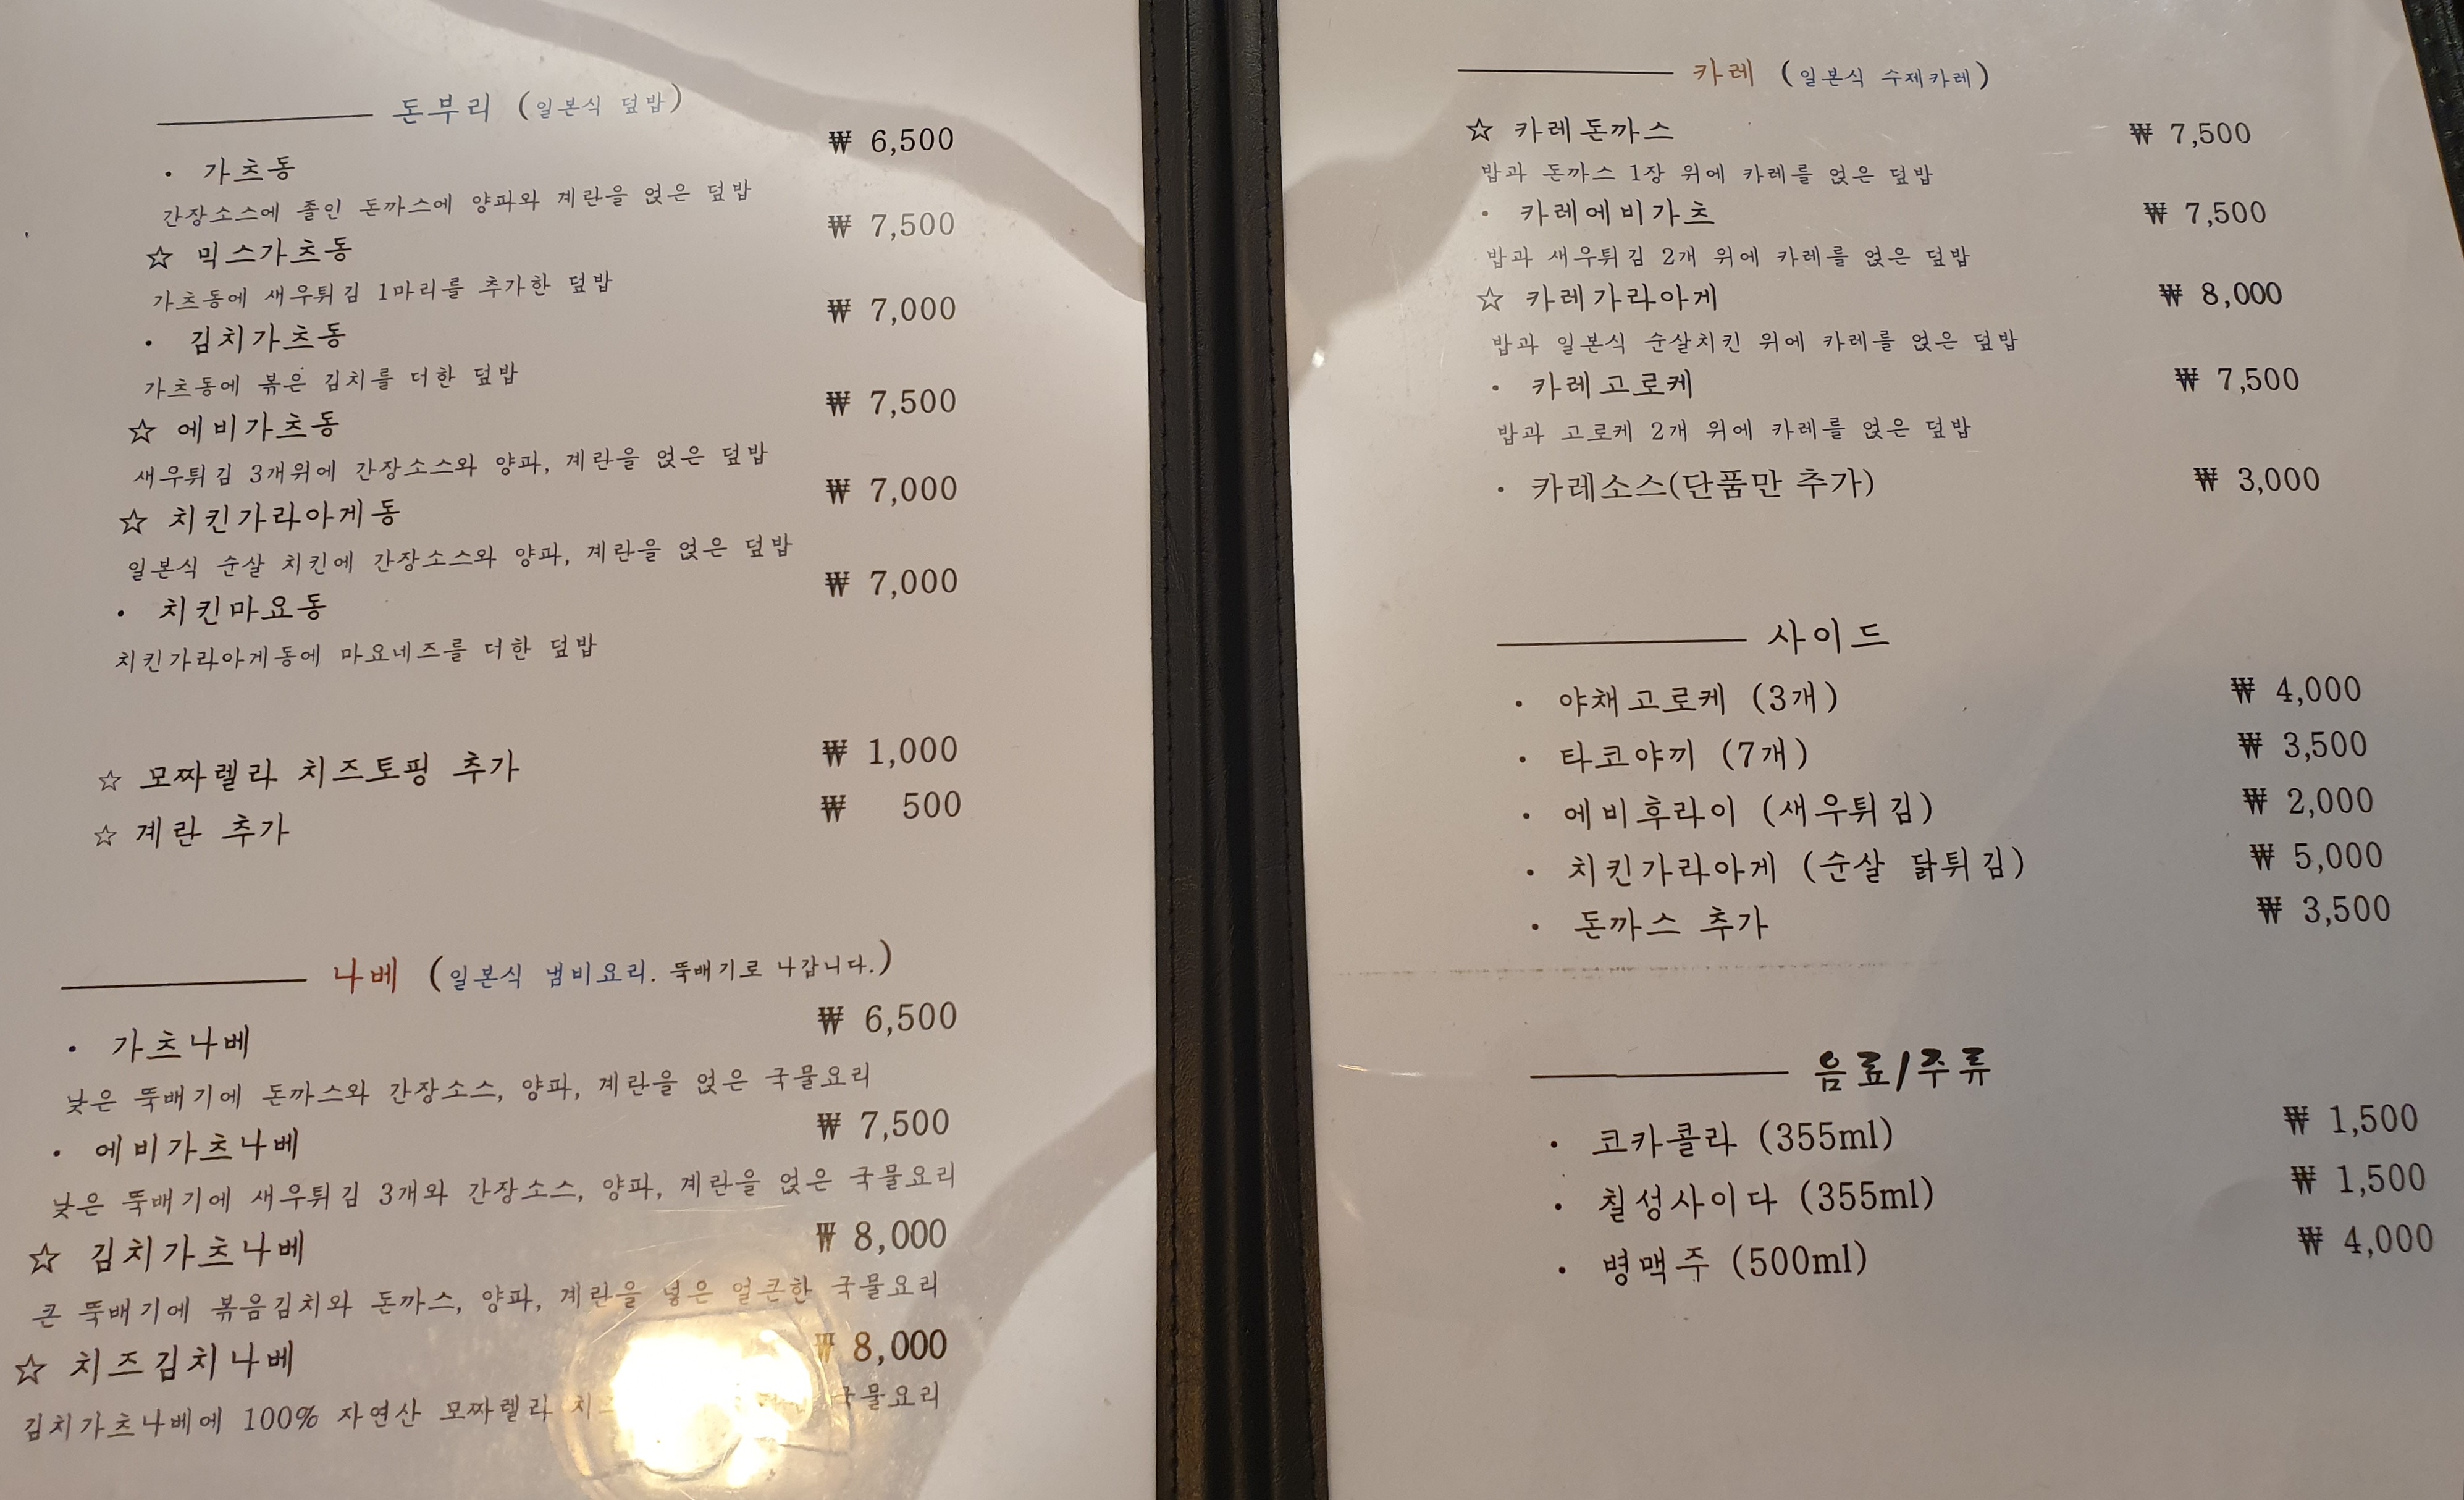 돈부리 (일본식 덮밥)
· 가츠동 ₩ 6,500
간장소스에 졸인 돈까스에 양파와 계란을 얹은 덮밥
☆ 믹스가츠동 ₩ 7,500
가츠동에 새우튀김 1마리를 추가한 덮밥
· 김치가츠동 ₩ 7,000
가츠동에 볶은 김치를 더한 덮밥
☆ 에비가츠동 ₩ 7,500
새우튀김 3개위에 간장소스와 양파, 계란을 얹은 덮밥
☆ 치킨가라아게동 ₩ 7,000
일본식 순살 치킨에 간장소스와 양파, 계란을 얹은 덮밥
· 치킨마요동 ₩ 7,000
치킨가라아게동에 마요네즈를 더한 덮밥
☆ 모짜렐라 치즈토핑 추가 ₩ 1,000
☆ 계란 추가 ₩ 500
나베 (일본식 냄비요리. 뚝배기로 나갑니다.)
· 가츠나베 ₩ 6,500
낮은 뚝배기에 돈까스와 간장소스, 양파, 계란을 얹은 국물요리
· 에비가츠나베 ₩ 7,500
낮은 뚝배기에 새우튀김 3개와 간장소스, 양파, 계란을 얹은 국물요리
☆ 김치가츠나베 ₩ 8,000
큰 뚝배기에 볶음김치와 돈까스, 양파, 계란을 넣은 얼큰한 국물요리
☆ 치즈김치나베 ₩ 8,000
김치가츠나베에 100% 자연산 모짜렐라 국물요리
카레 (일본식 수제카레)
☆ 카레돈까스 ₩ 7,500
밥과 돈까스 1장 위에 카레를 얹은 덮밥
· 카레에비가츠 ₩ 7,500
밥과 새우튀김 2개 위에 카레를 얹은 덮밥
☆ 카레가라아게 ₩ 8,000
밥과 일본식 순살치킨 위에 카레를 얹은 덮밥
· 카레고로케 ₩ 7,500
밥과 고로케 2개 위에 카레를 얹은 덮밥
· 카레소스(단품만 추가) ₩ 3,000
사이드
· 야채고로케 (3개) ₩ 4,000
· 타코야끼 (7개) ₩ 3,500
· 에비후라이 (새우튀김) ₩ 2,000
· 치킨가라아게 (순살 닭튀김) ₩ 5,000
· 돈까스 추가 ₩ 3,500
음료/주류
· 코카콜라 (355ml) ₩ 1,500
· 칠성사이다 (355ml) ₩ 1,500
· 병맥주 (500ml) ₩ 4,000